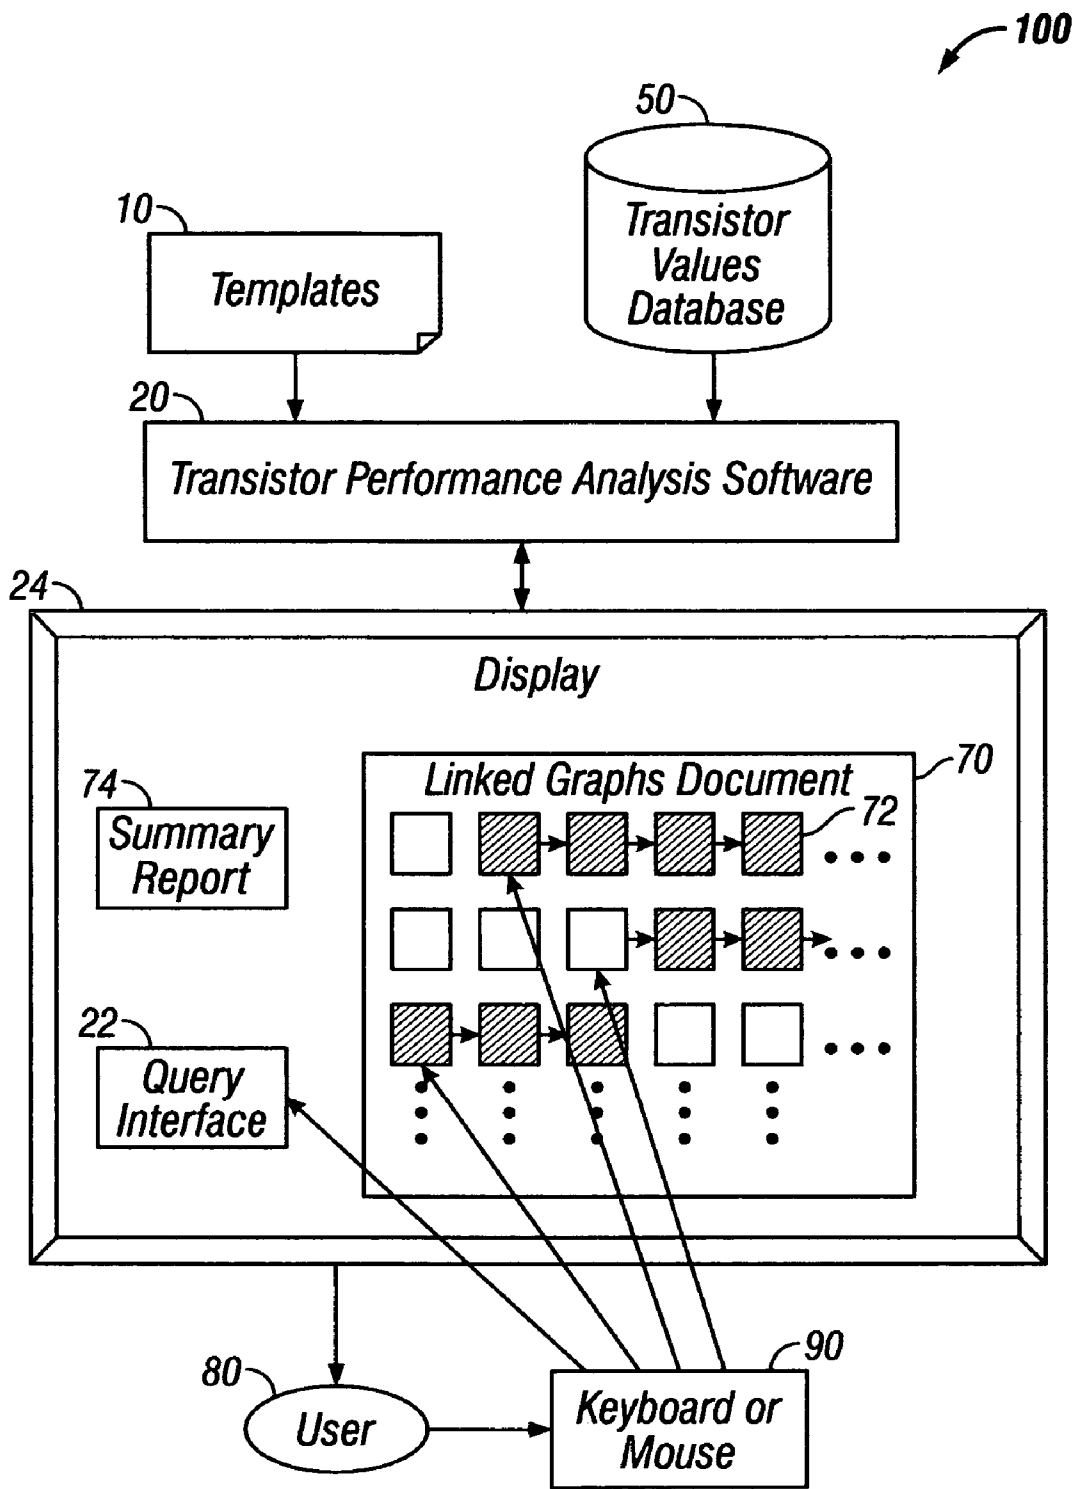 100
50
10
Transistor
Values
Database
Templates
20
Transistor Performance Analysis Software
24
Display
70
Linked Graphs Document
74
72
Summary
Report
22
Query
Interface
80
90
User
Keyboard or
Mouse